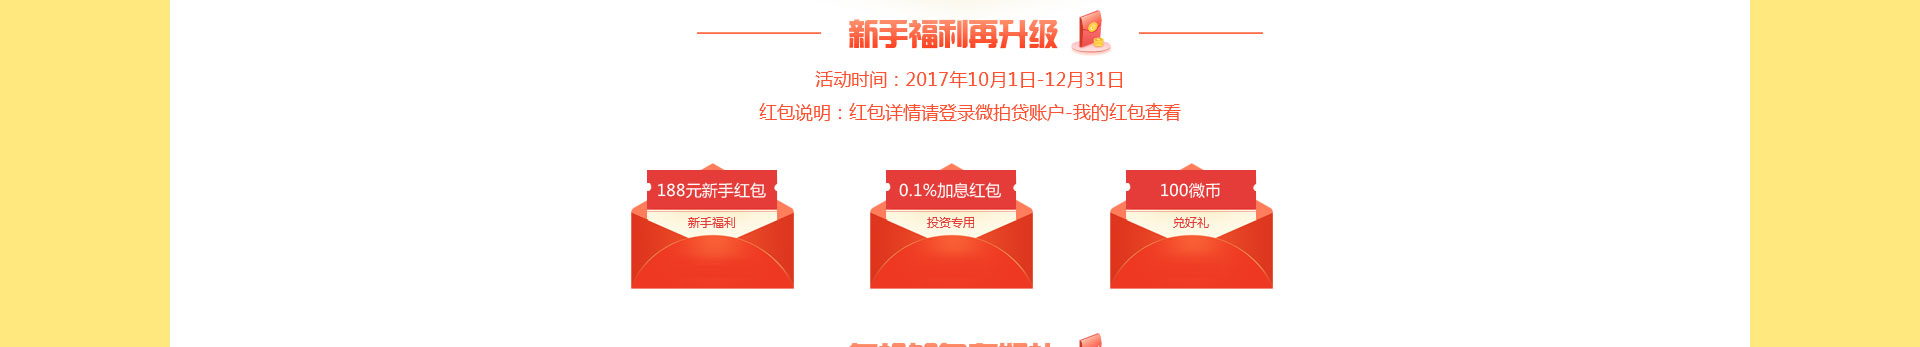 新手福利再升级
活动时间：2017年10月1日-12月31日
红包说明：红包详情请登录微拍贷账户-我的红包查看
188元新手红包
新手福利
0.1%加息红包
投资专用
100微币
兑好礼